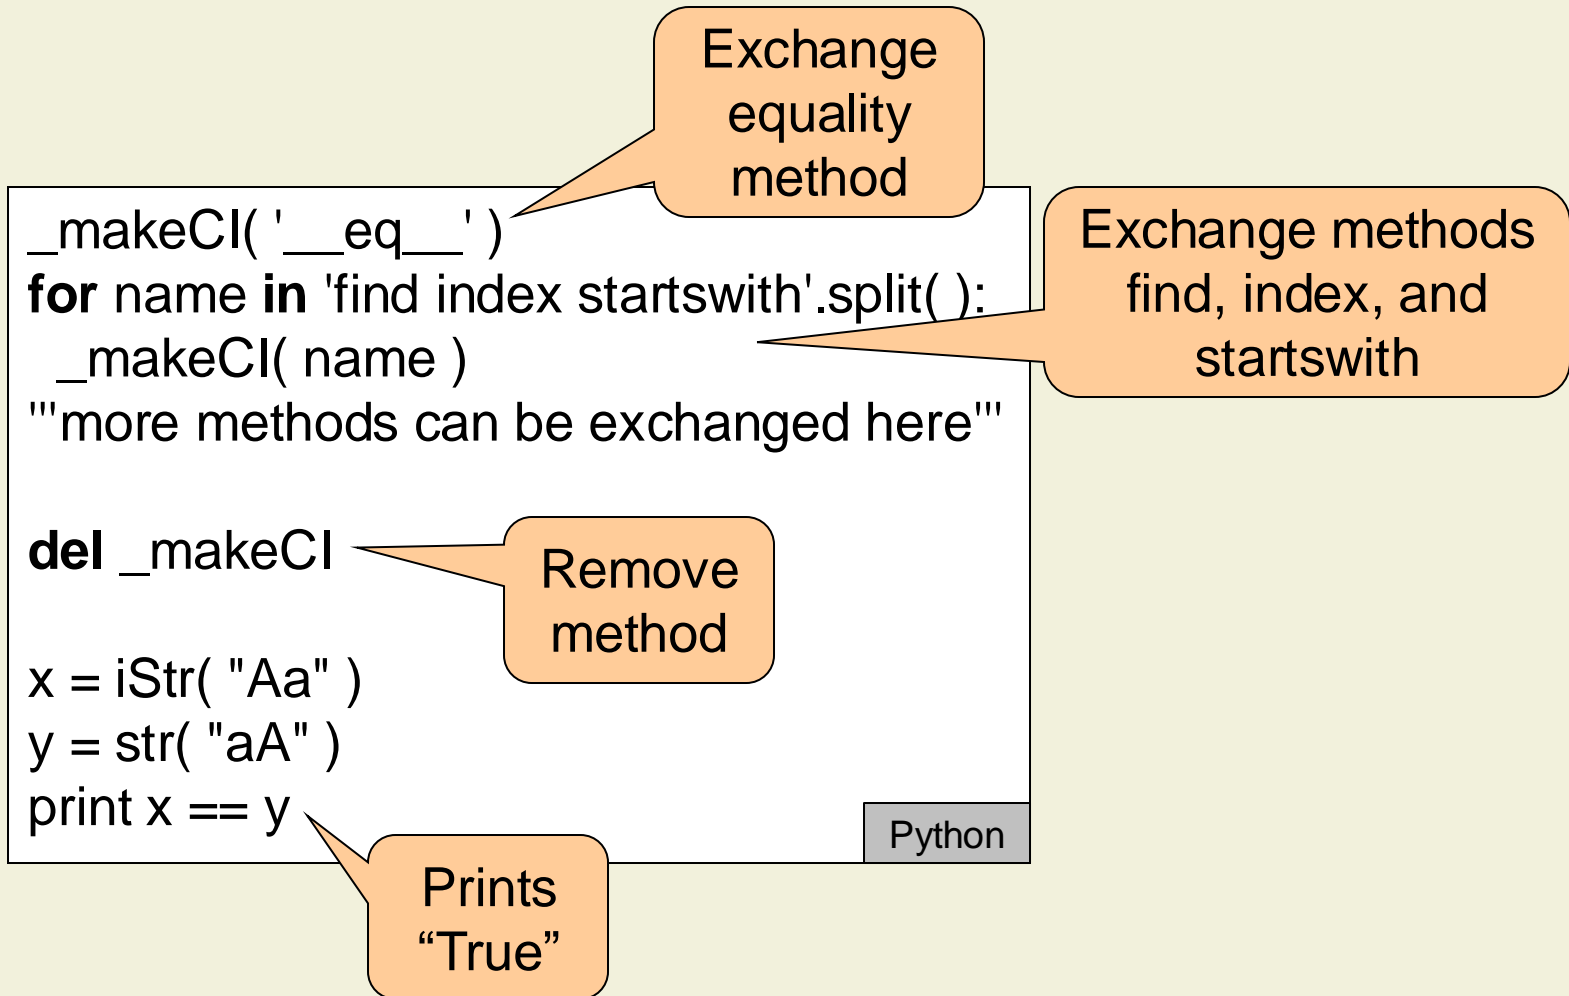 Exchange
equality
method
_makeCI( '__eq__' )
for name in 'find index startswith'.split( ):
_makeCI( name )
'''more methods can be exchanged here'''
Exchange methods
find, index, and
startswith
del _makeCI
Remove
method
x = iStr( "Aa" )
y = str( "aA" )
print x == y
Python
Prints
“True”